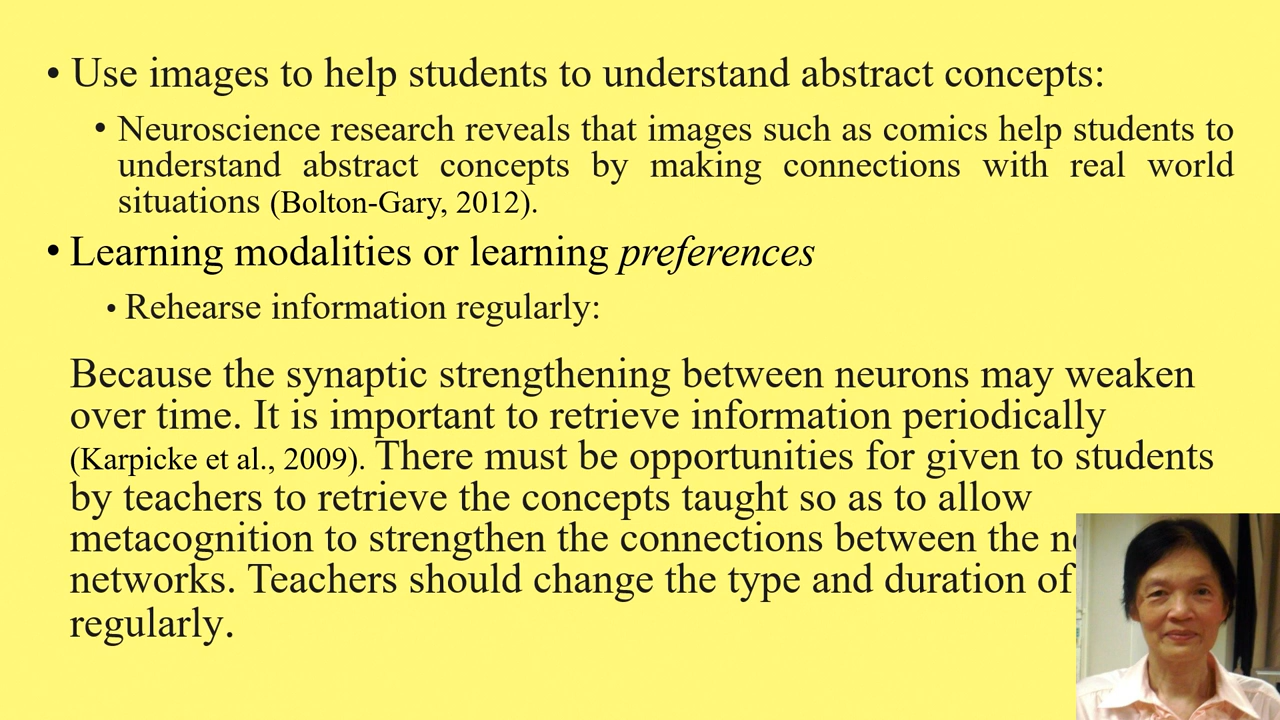 • Use images to help students to understand abstract concepts:
• Neuroscience research reveals that images such as comics help students to
understand abstract concepts by making connections with real world
situations (Bolton-Gary, 2012).
• Learning modalities or learning preferences
• Rehearse information regularly:
Because the synaptic strengthening between neurons may weaken
over time. It is important to retrieve information periodically
(Karpicke et al., 2009). There must be opportunities for given to students
by teachers to retrieve the concepts taught so as to allow
metacognition to strengthen the connections between the
networks. Teachers should change the type and duration of
regularly.